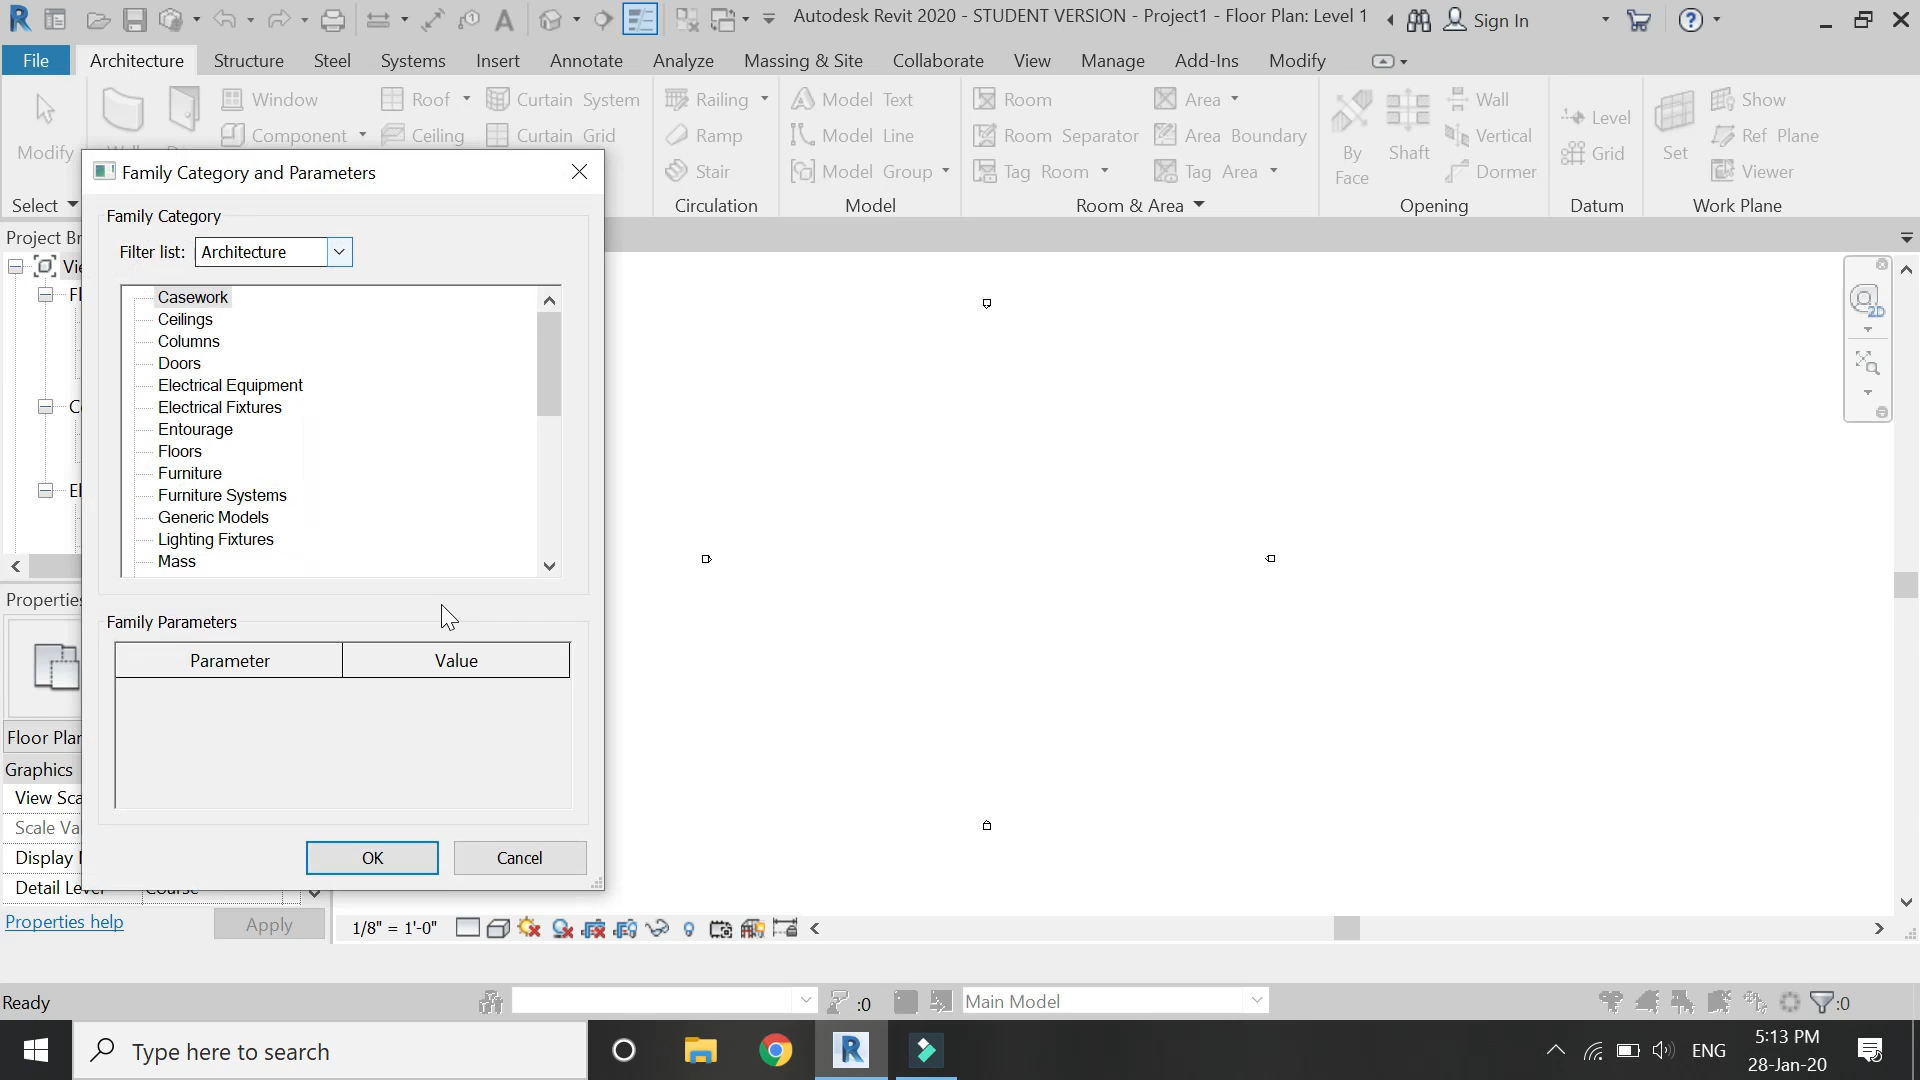 Autodesk Revit 2020 - STUDENT VERSION - Project1 - Floor Plan: Level 1
Sign In
File Architecture Structure Steel Systems Insert Annotate Analyze Massing & Site Collaborate View Manage Add-Ins Modify
Window Roof Curtain System Railing Model Text Room Area Wall Show
Component Ceiling Curtain Grid Ramp Model Line Room Separator Area Boundary Vertical Level Ref Plane
Modify By Face Shaft Grid Set
Stair Model Group Tag Room Tag Area Dormer Viewer
Select Circulation Model Room & Area Opening Datum Work Plane
Project Br
Family Category and Parameters
Family Category
Filter list: Architecture
Casework
Ceilings
Columns
Doors
Electrical Equipment
Electrical Fixtures
Entourage
Floors
Furniture
Furniture Systems
Generic Models
Lighting Fixtures
Mass
Family Parameters
Parameter Value
OK Cancel
2D
Properties
Floor Plan
Graphics
View Sca
Scale Va
Display
Detail Level Coarse
Properties help Apply
1/8" = 1'-0"
Ready :0 Main Model :0
Type here to search
ENG
5:13 PM
28-Jan-20